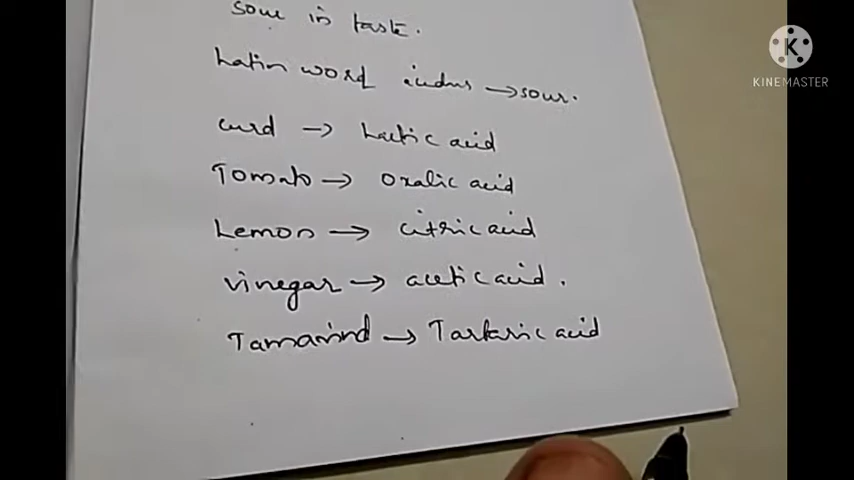 sour in taste.
Latin word acidus → sour.
curd → Lactic acid
Tomato → Oxalic acid
Lemon → citric acid
vinegar → acetic acid.
Tamarind → Tartaric acid
K
KINEMASTER